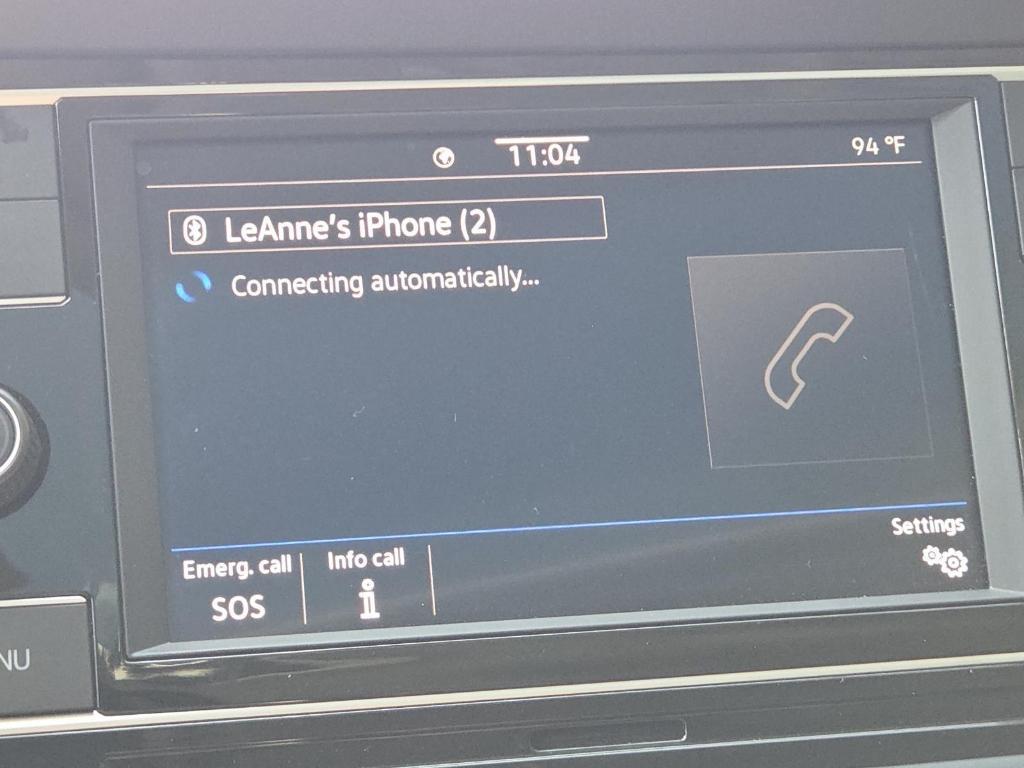 11:04
94 °F
LeAnne's iPhone (2)
Connecting automatically...
Settings
Emerg. call
Info call
SOS
NU